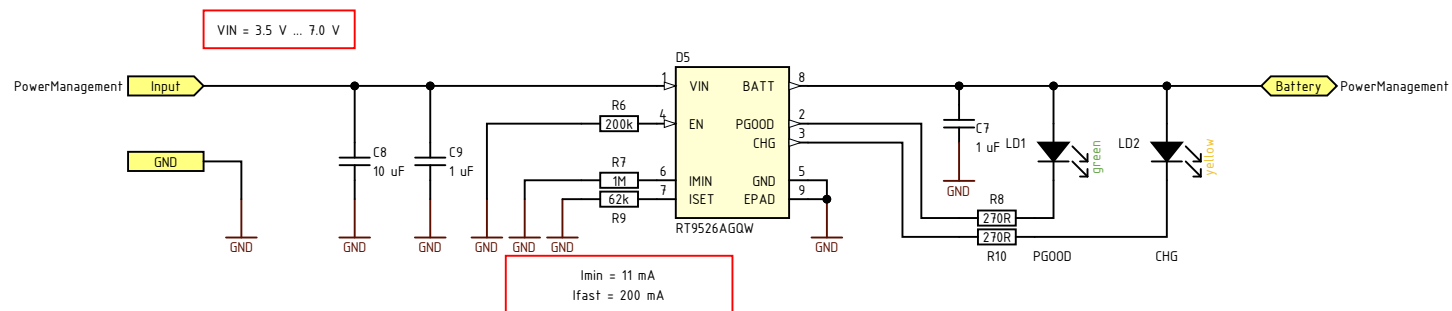 VIN = 3.5 V ... 7.0 V
D5
PowerManagement Input
1 VIN BATT 8
Battery PowerManagement
R6
200k
4 EN PGOOD 2
CHG 3
C7
1 uF
LD1
green
LD2
yellow
GND
C8
10 uF
C9
1 uF
R7
1M
6 IMIN GND 5
62k
7 ISET EPAD 9
R9
GND
R8
270R
270R
R10
RT9526AGQW
GND
GND
GND
GND
GND
GND
GND
PGOOD
CHG
Imin = 11 mA
Ifast = 200 mA